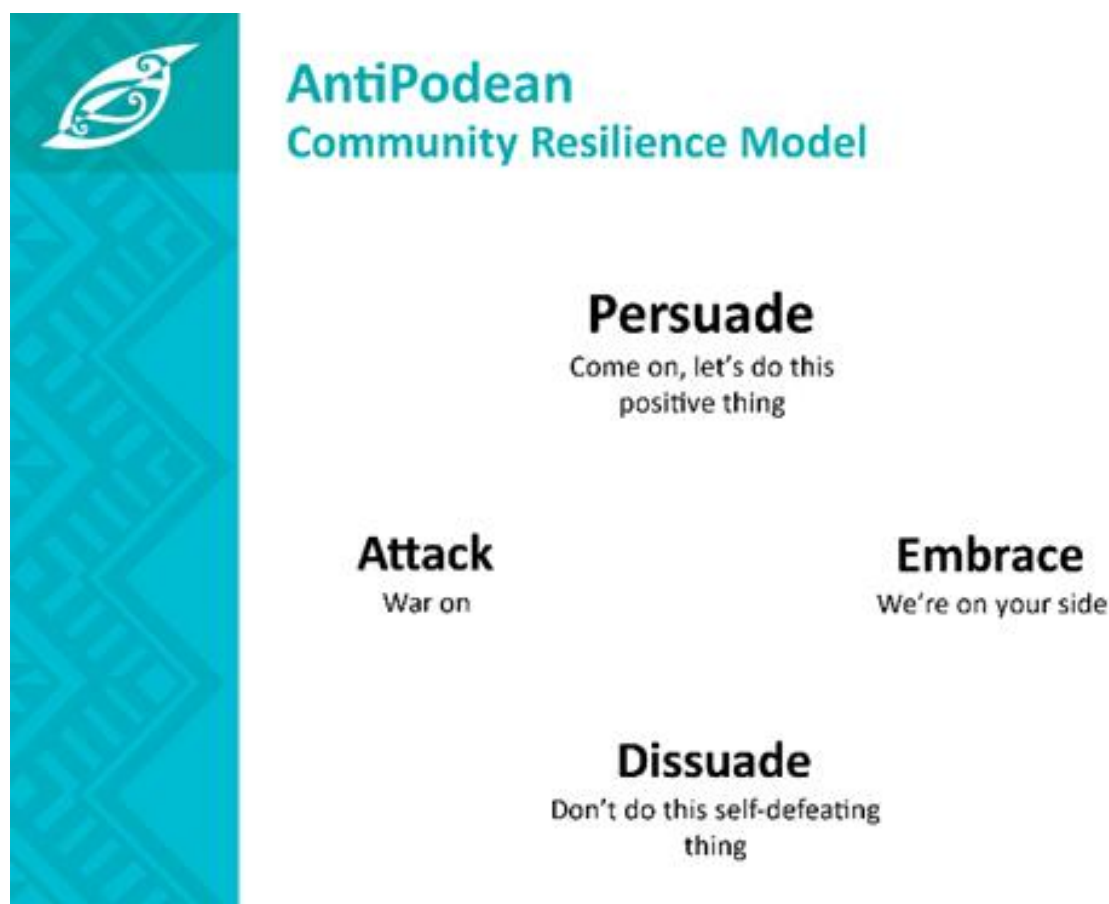 AntiPodean
Community Resilience Model
Persuade
Come on, let's do this
positive thing
Attack
War on
Embrace
We're on your side
Dissuade
Don't do this self-defeating
thing